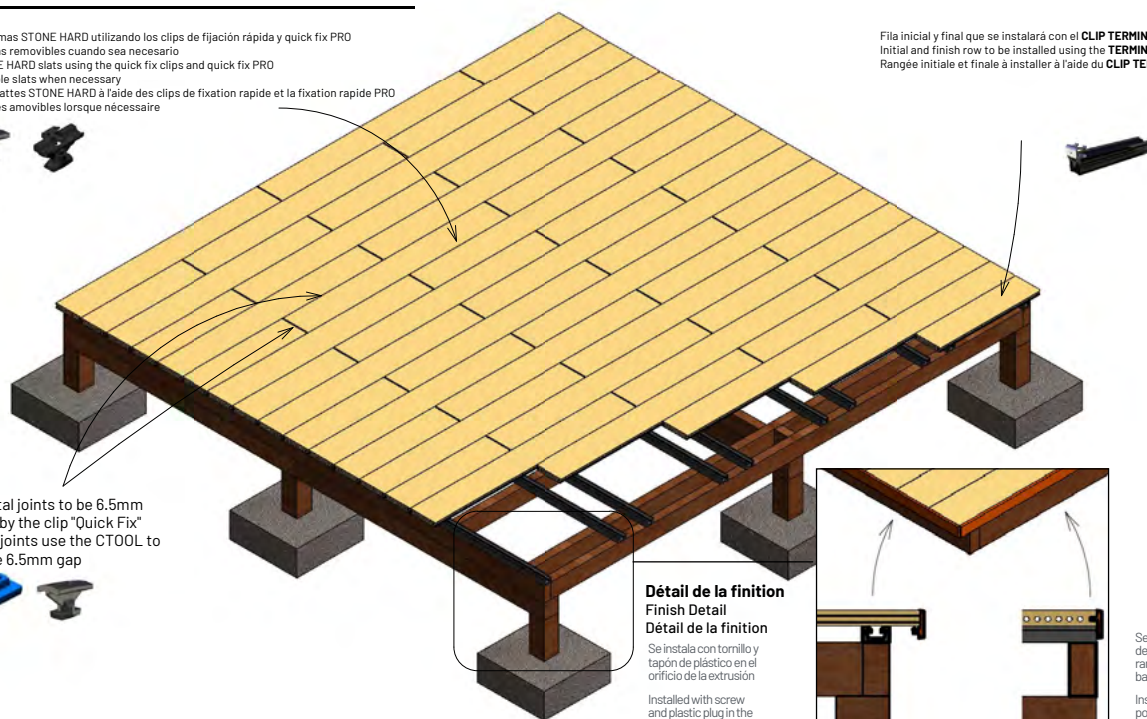 mas STONE HARD utilizando los clips de fijación rápida y quick fix PRO
s removibles cuando sea necesario
E HARD slats using the quick fix clips and quick fix PRO
le slats when necessary
attes STONE HARD à l'aide des clips de fixation rapide et la fixation rapide PRO
es amovibles lorsque nécessaire
Fila inicial y final que se instalará con el CLIP TERMIN
Initial and finish row to be installed using the TERMIN
Rangée initiale et finale à installer à l'aide du CLIP TE
tal joints to be 6.5mm
by the clip "Quick Fix"
joints use the CTOOL to
e 6.5mm gap
Détail de la finition
Finish Detail
Détail de la finition
Se instala con tornillo y
tapón de plástico en el
orificio de la extrusión
Installed with screw
and plastic plug in the
Se
de
ran
ba
Ins
po